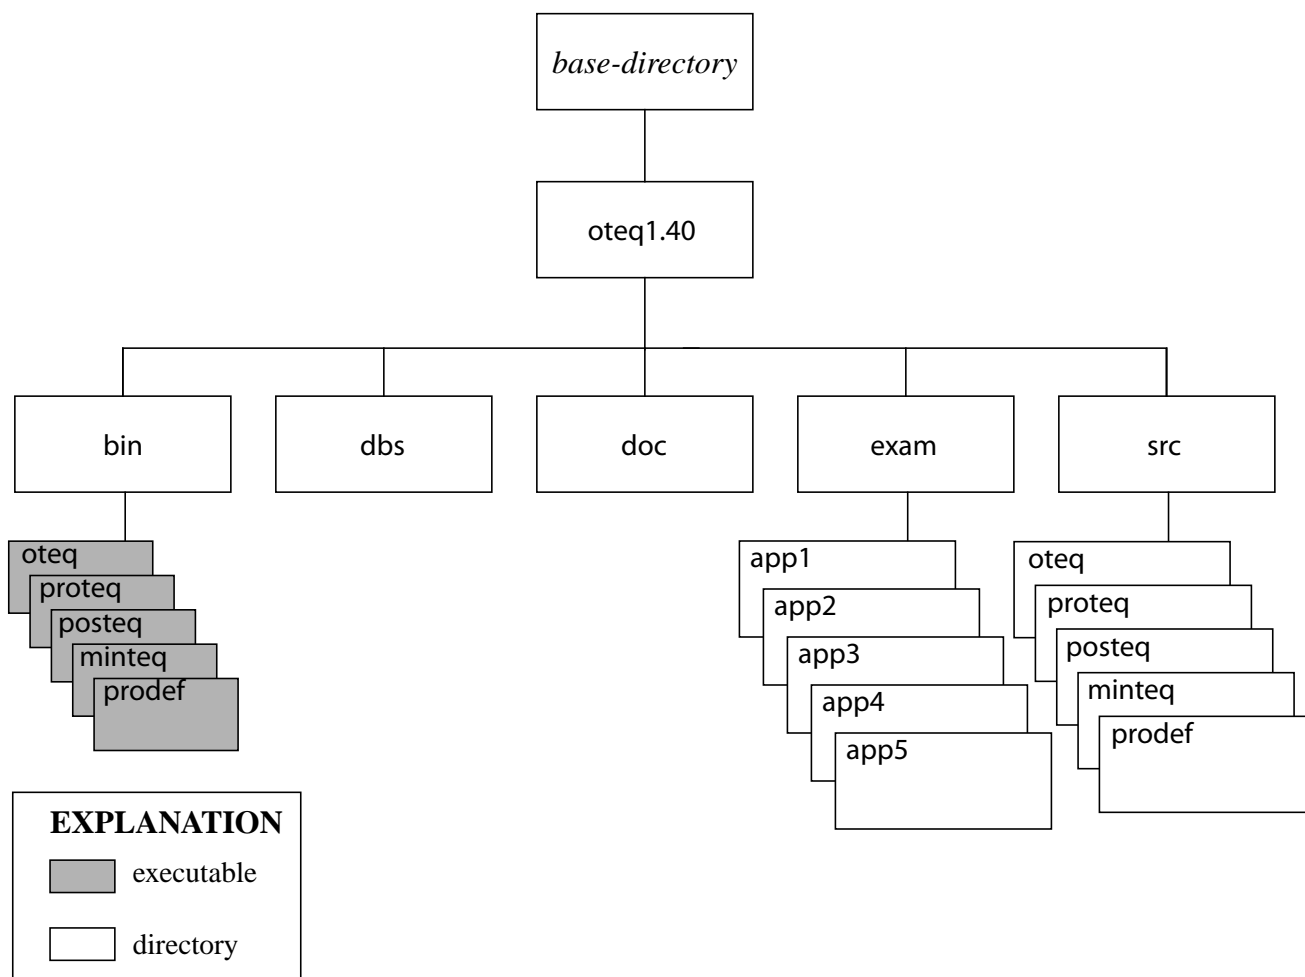 base-directory
oteq1.40
bin
dbs
doc
exam
src
oteq
proteq
posteq
minteq
prodef
app1
app2
app3
app4
app5
oteq
proteq
posteq
minteq
prodef
EXPLANATION
executable
directory